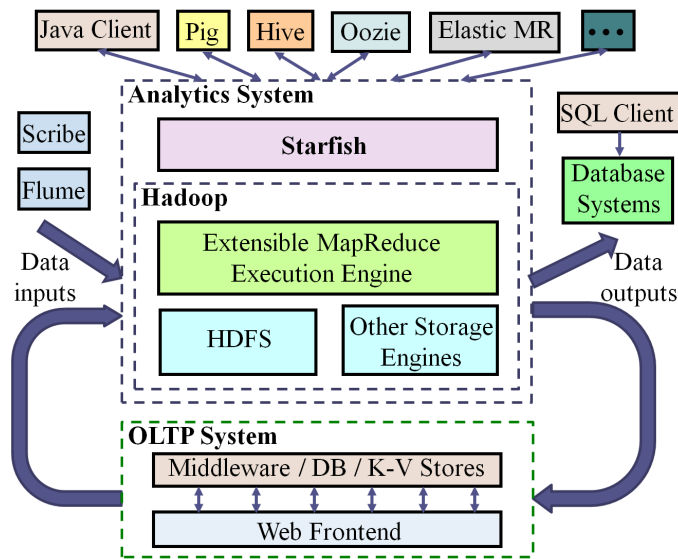 Java Client
Pig
Hive
Oozie
Elastic MR
•••
Analytics System
Scribe
Starfish
SQL Client
Flume
Database
Systems
Hadoop
Extensible MapReduce
Execution Engine
Data
inputs
Data
outputs
HDFS
Other Storage
Engines
OLTP System
Middleware / DB / K-V Stores
Web Frontend